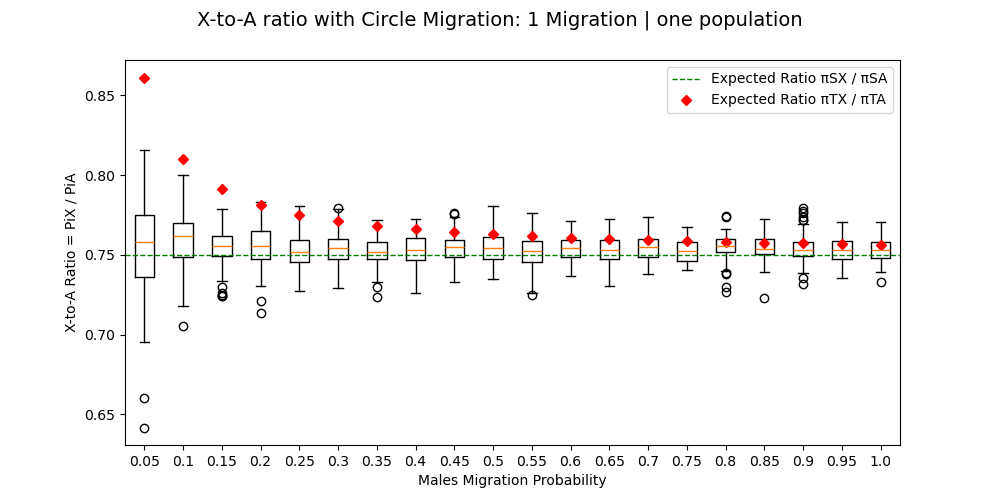 X-to-A ratio with Circle Migration: 1 Migration | one population
Expected Ratio πSX / πSA
Expected Ratio πTX / πTA
X-to-A Ratio = PiX / PiA
0.85
0.80
0.75
0.70
0.65
0.05 0.1 0.15 0.2 0.25 0.3 0.35 0.4 0.45 0.5 0.55 0.6 0.65 0.7 0.75 0.8 0.85 0.9 0.95 1.0
Males Migration Probability